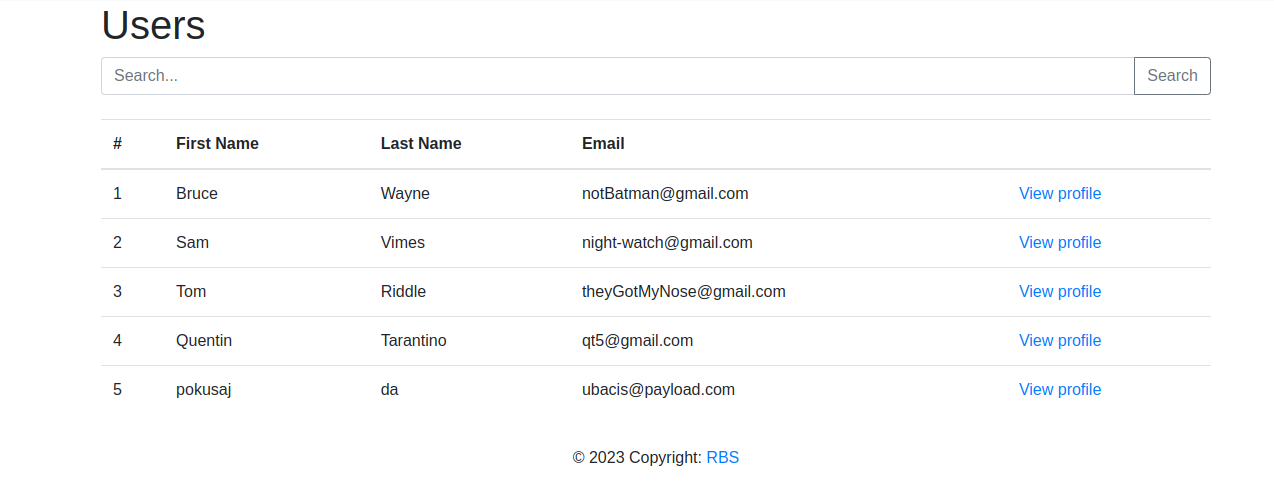 Users
Search... Search
# First Name Last Name Email
1 Bruce Wayne notBatman@gmail.com View profile
2 Sam Vimes night-watch@gmail.com View profile
3 Tom Riddle theyGotMyNose@gmail.com View profile
4 Quentin Tarantino qt5@gmail.com View profile
5 pokusaj da ubacis@payload.com View profile
© 2023 Copyright: RBS